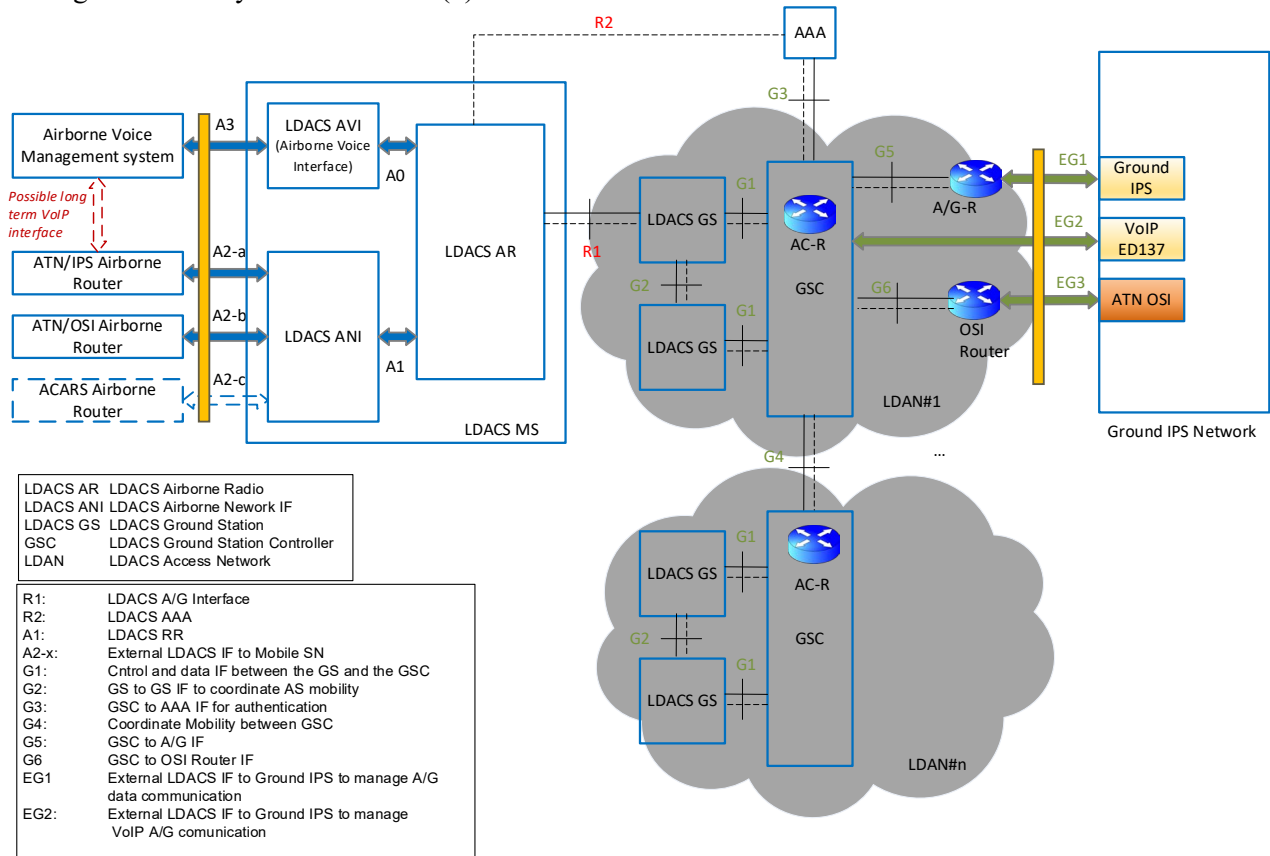 R2
AAA
G3
Airborne Voice
Management system
A3
LDACS AVI
(Airborne Voice
Interface)
A0
LDACS AR
Possible long
term VoIP
interface
ATN/IPS Airborne
Router
A2-a
ATN/OSI Airborne
Router
A2-b
ACARS Airborne
Router
A2-c
LDACS ANI
A1
LDACS MS
R1
LDACS GS
G1
G2
LDACS GS
G1
AC-R
GSC
G5
A/G-R
G6
OSI
Router
LDAN#1
EG1
Ground
IPS
EG2
VoIP
ED137
EG3
ATN OSI
Ground IPS Network
...
G4
LDACS GS
G1
G2
LDACS GS
G1
AC-R
GSC
LDAN#n
LDACS AR LDACS Airborne Radio
LDACS ANI LDACS Airborne Nework IF
LDACS GS LDACS Ground Station
GSC LDACS Ground Station Controller
LDAN LDACS Access Network
R1: LDACS A/G Interface
R2: LDACS AAA
A1: LDACS RR
A2-x: External LDACS IF to Mobile SN
G1: Cntrol and data IF between the GS and the GSC
G2: GS to GS IF to coordinate AS mobility
G3: GSC to AAA IF for authentication
G4: Coordinate Mobility between GSC
G5: GSC to A/G IF
G6 GSC to OSI Router IF
EG1 External LDACS IF to Ground IPS to manage A/G
data communication
EG2: External LDACS IF to Ground IPS to manage
VoIP A/G comunication